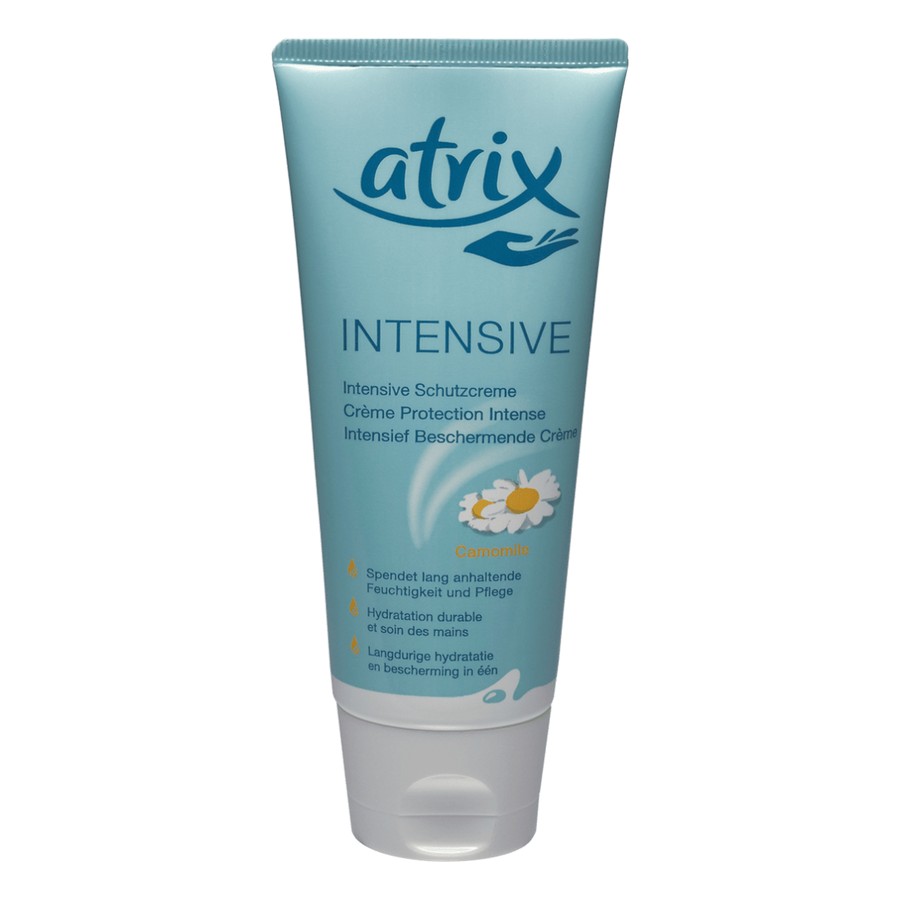 atrix
INTENSIVE
Intensive Schutzcreme
Crème Protection Intense
Intensief Beschermende Crème
Camomile
Spendet lang anhaltende
Feuchtigkeit und Pflege
Hydratation durable
et soin des mains
Langdurige hydratatie
en bescherming in één